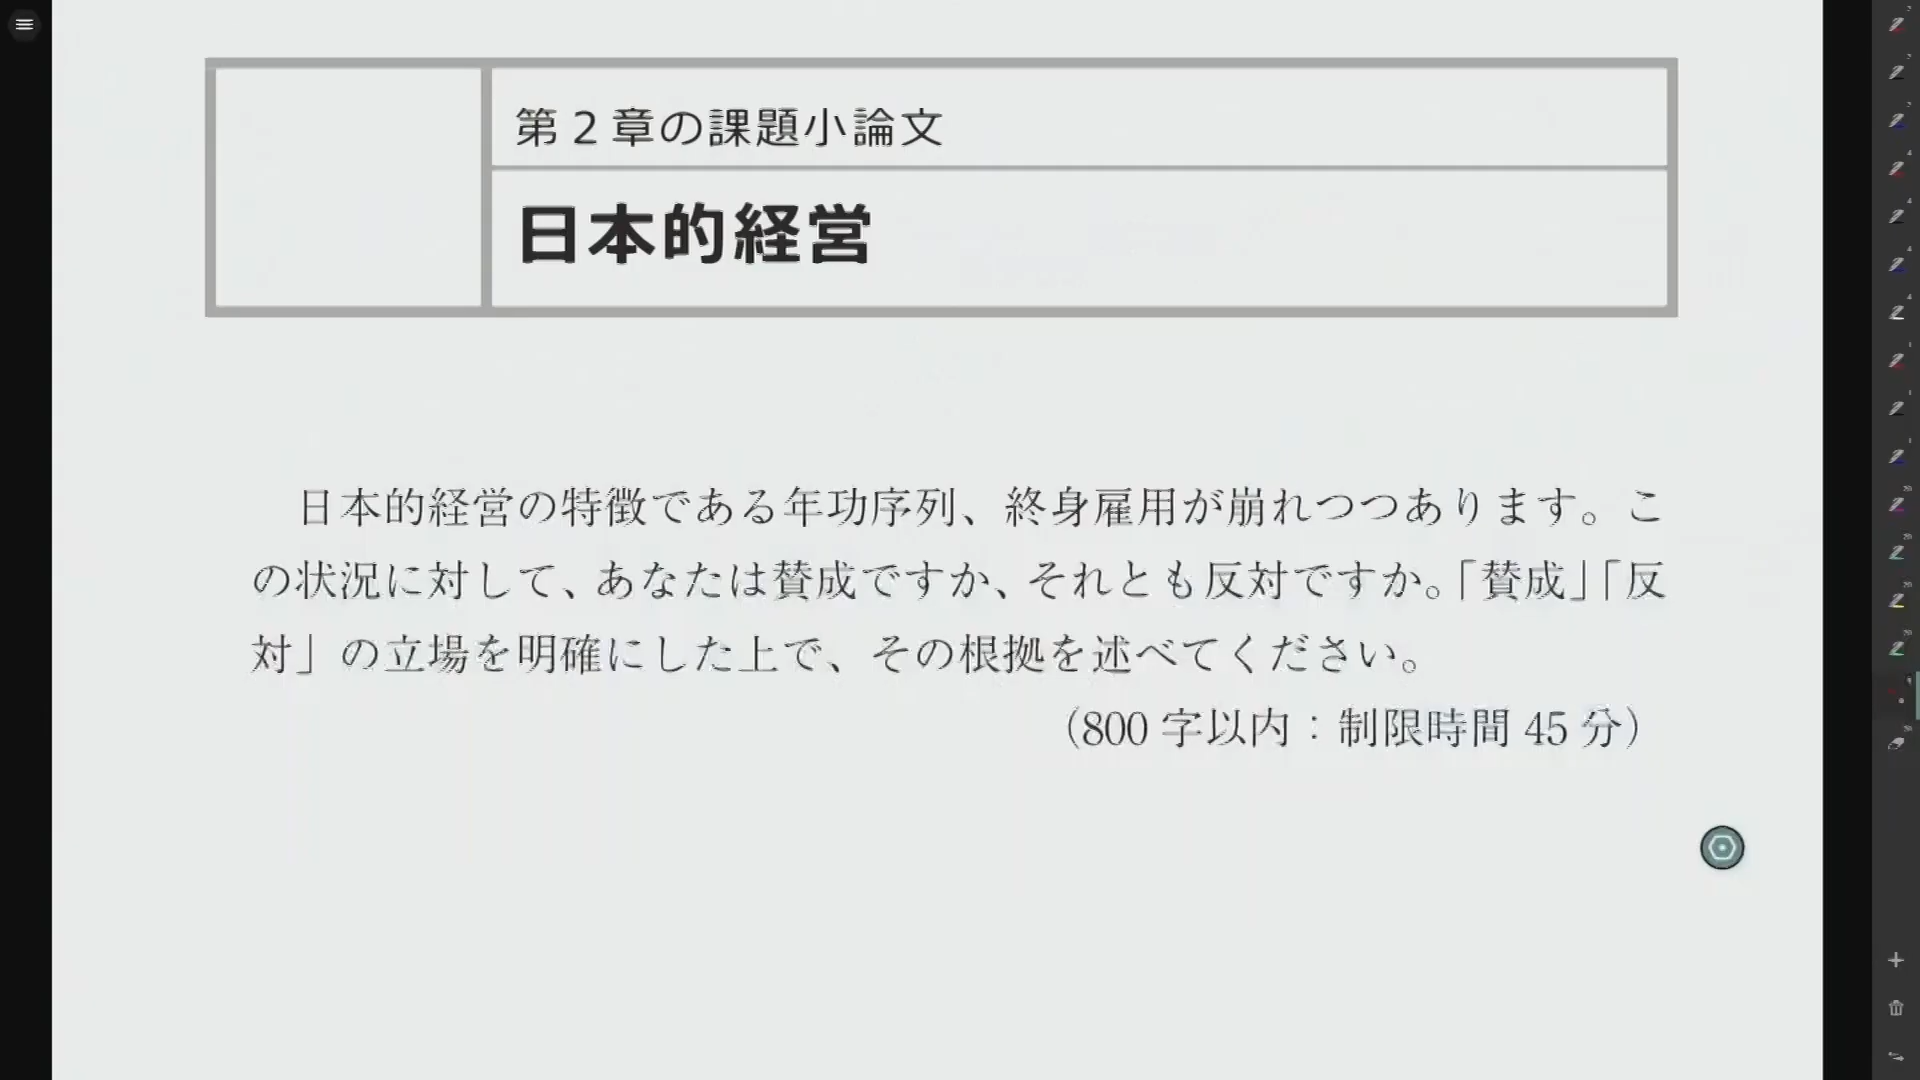 第2章の課題小論文
日本的経営
日本的経営の特徴である年功序列、終身雇用が崩れつつあります。こ
の状況に対して、あなたは賛成ですか、それとも反対ですか。「賛成」「反
対」の立場を明確にした上で、その根拠を述べてください。
(800字以内：制限時間45分)